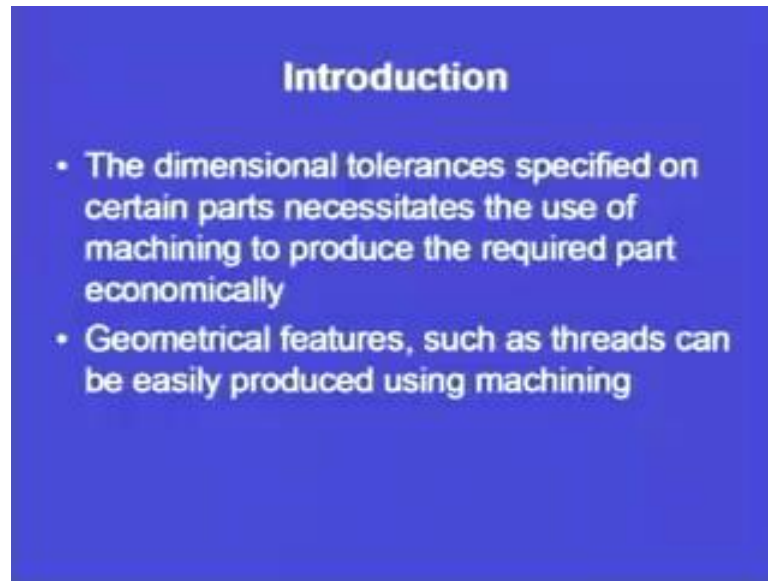 Introduction
• The dimensional tolerances specified on
certain parts necessitates the use of
machining to produce the required part
economically
• Geometrical features, such as threads can
be easily produced using machining